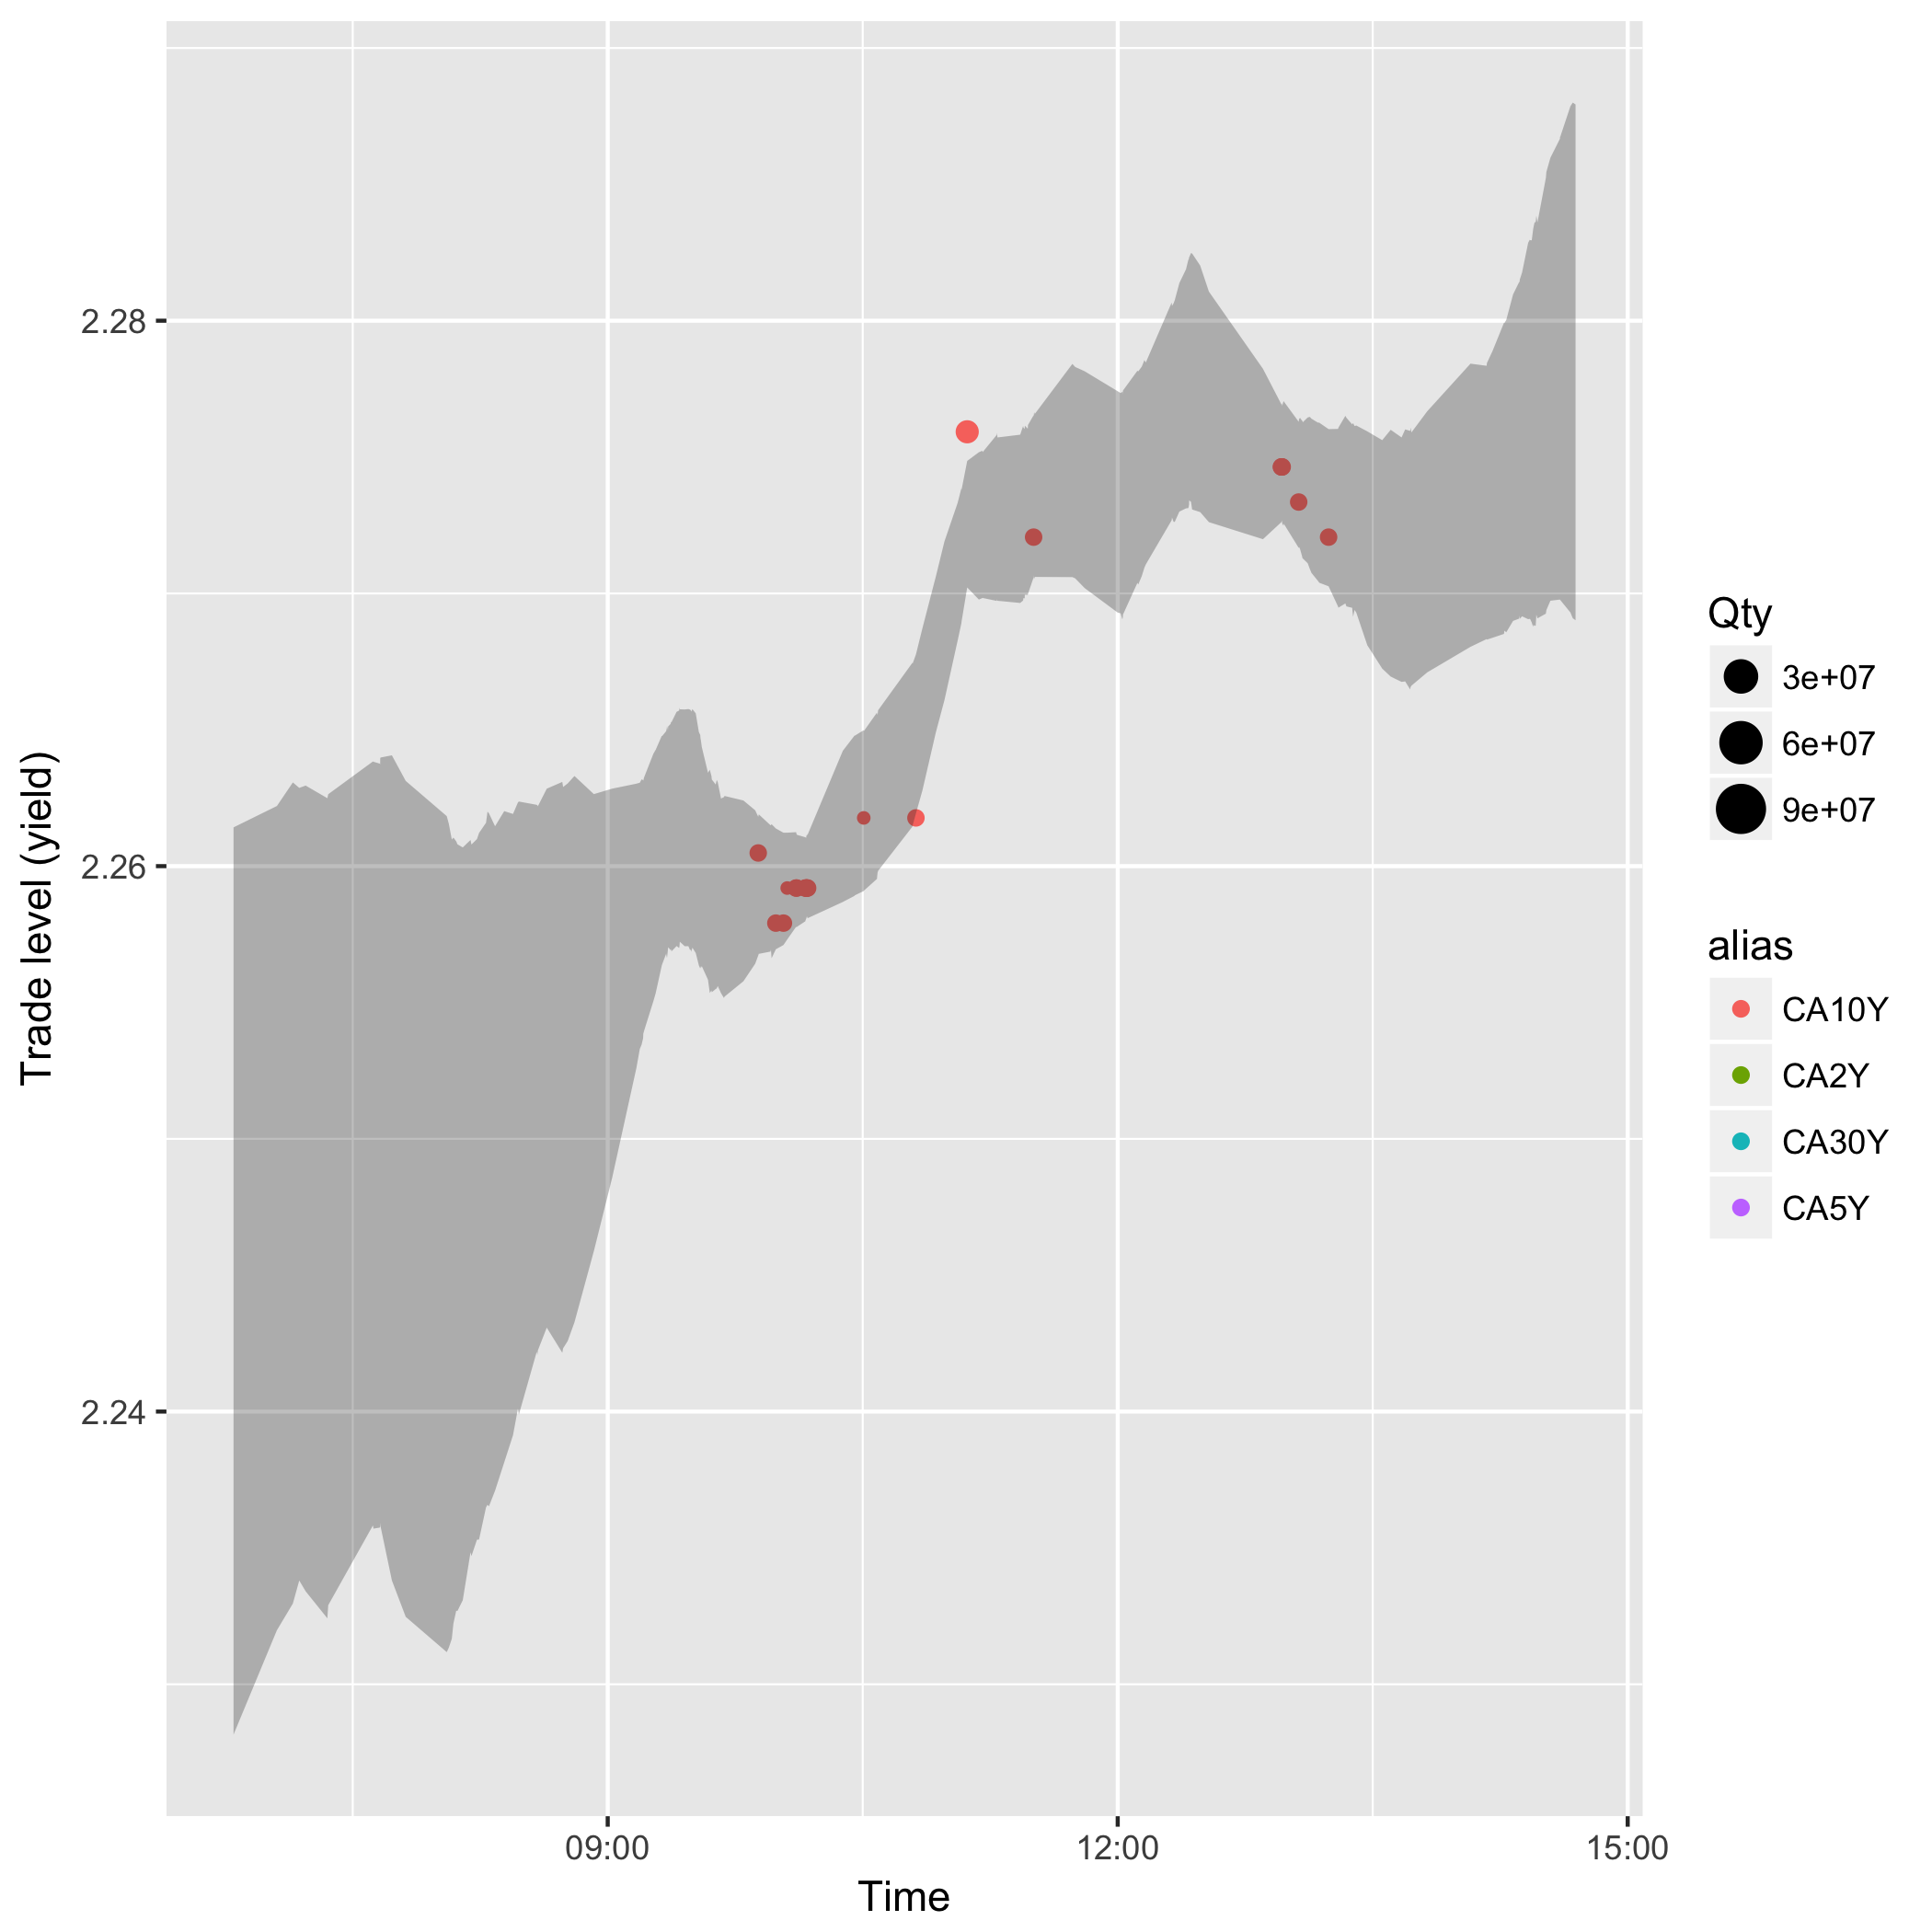 Trade level (yield)
2.28
2.26
2.24
09:00
12:00
15:00
Time
Qty
3e+07
6e+07
9e+07
alias
CA10Y
CA2Y
CA30Y
CA5Y